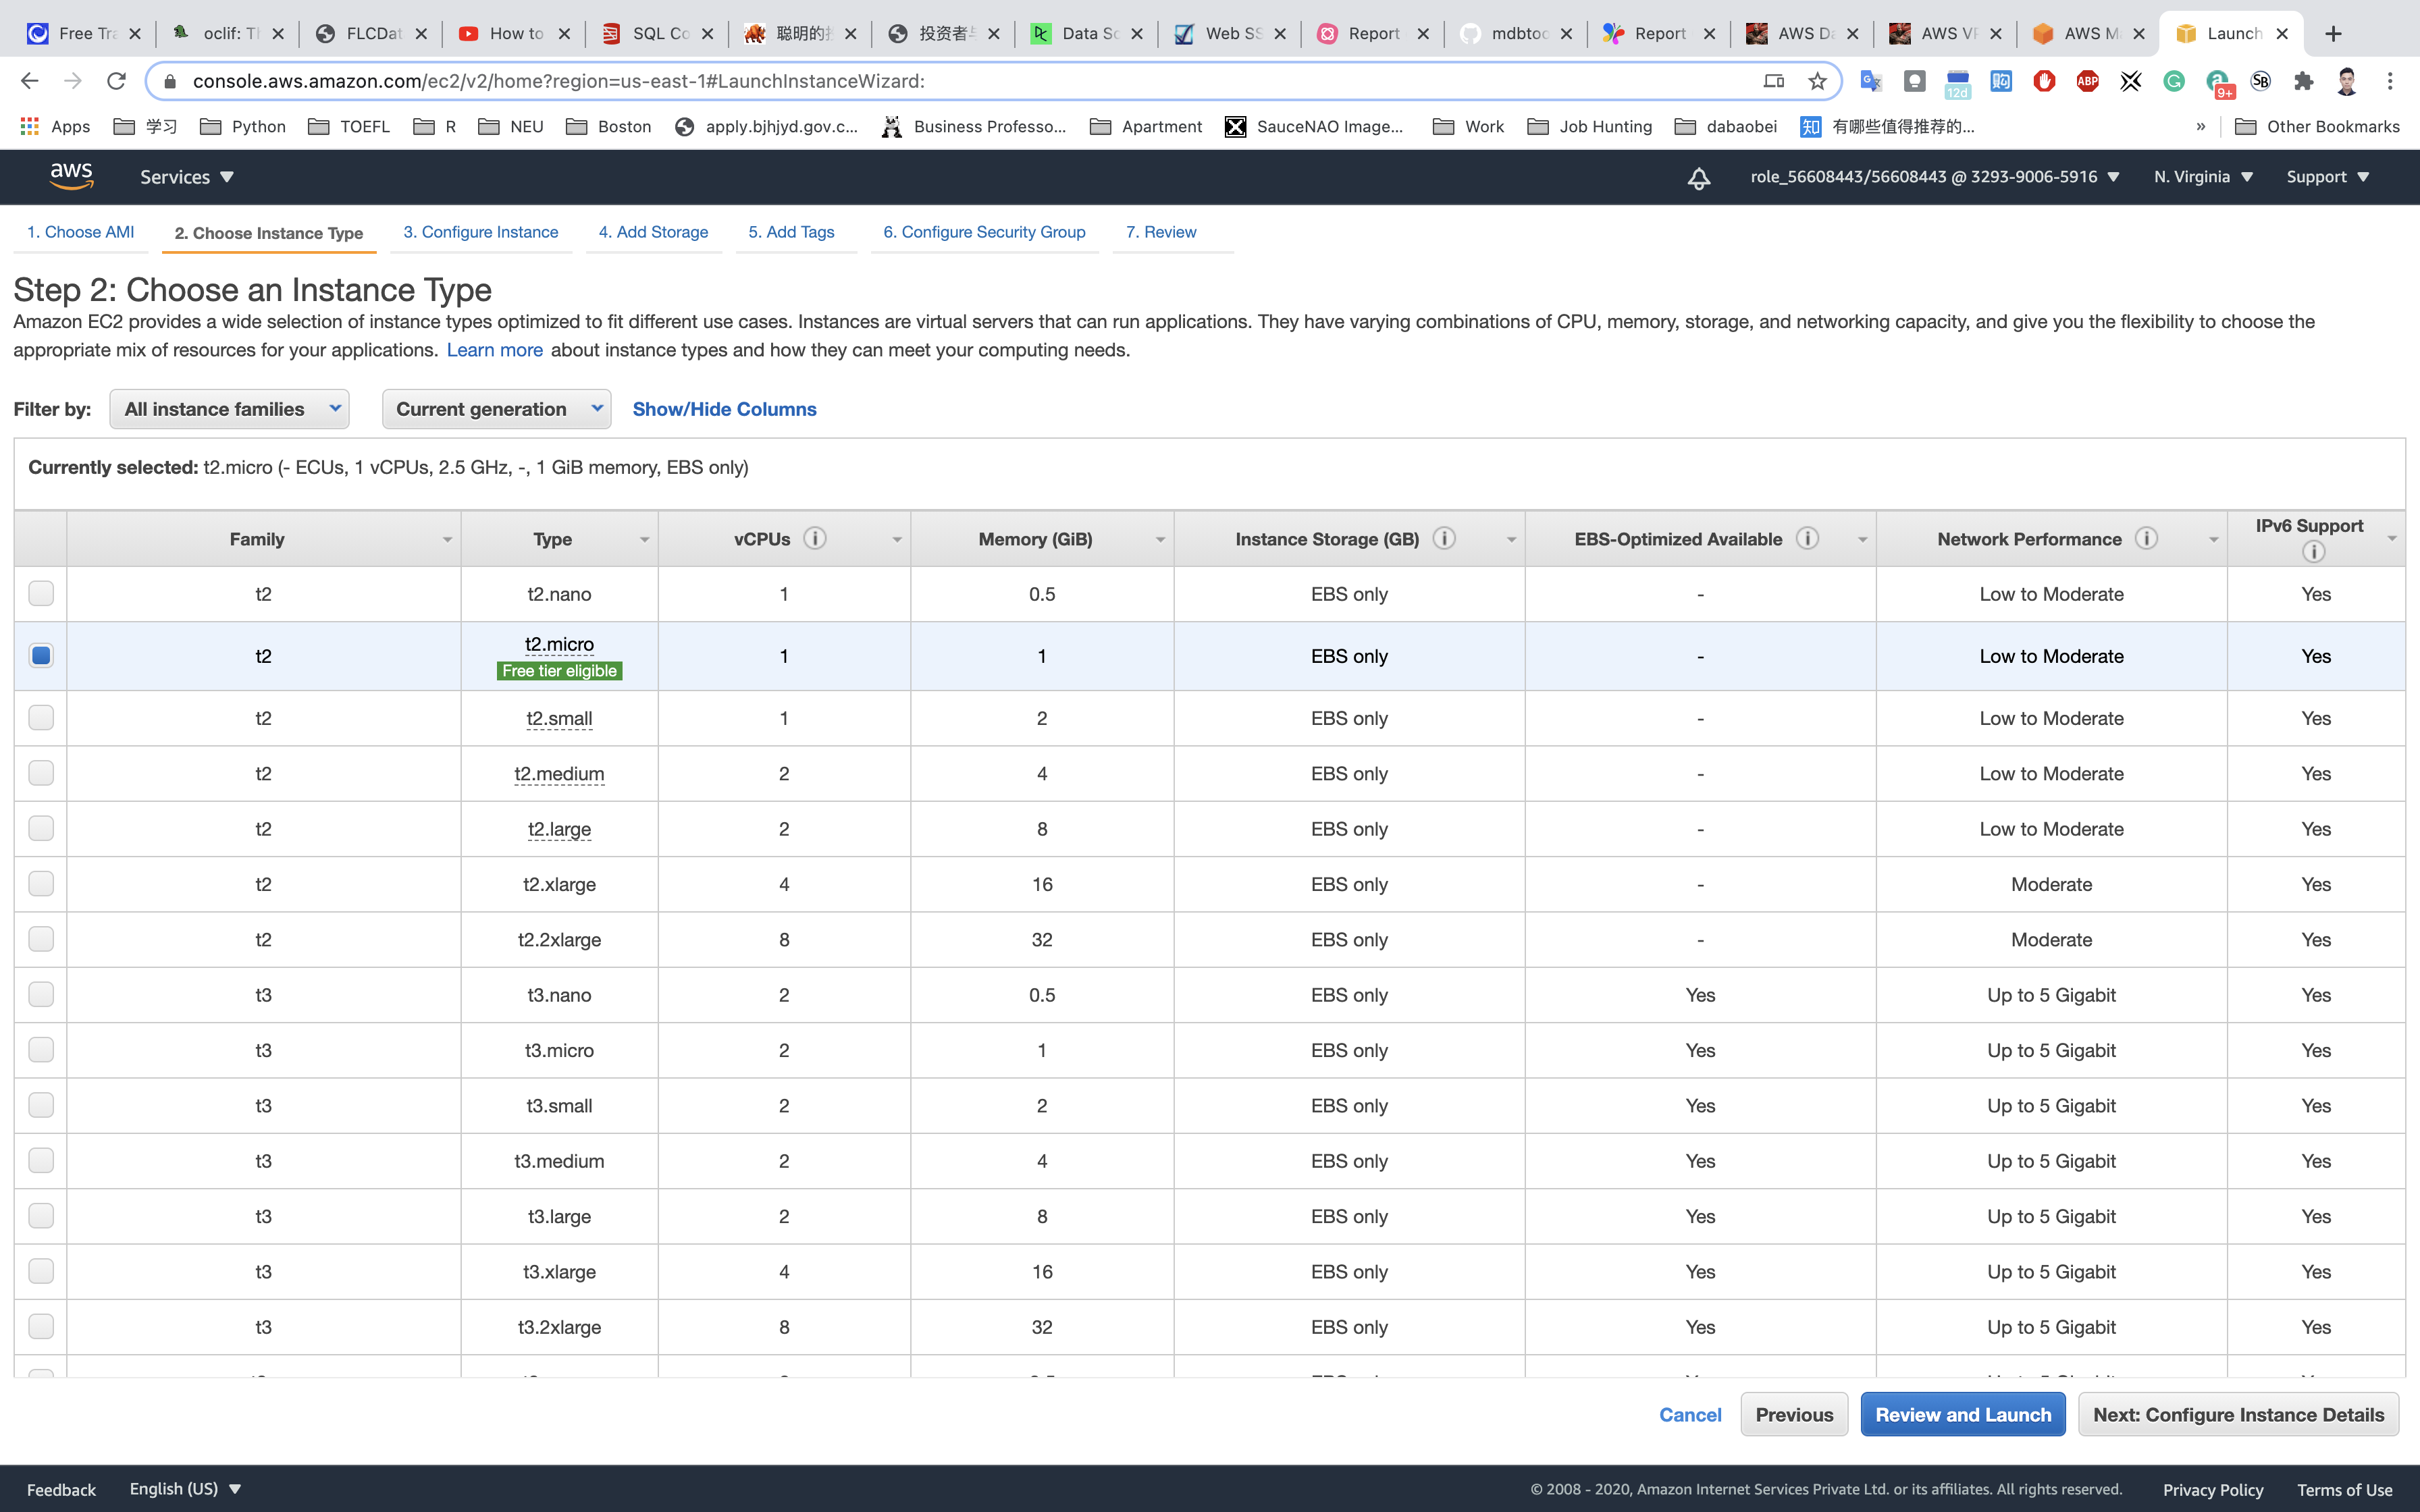 Free Tra
oclif: Th
FLCDat
How to
SQL Co
聪明的
投资者
Data Sc
Web SS
Report
mdbtoo
Report
AWS Da
AWS VP
AWS M
Launch
console.aws.amazon.com/ec2/v2/home?region=us-east-1#LaunchInstanceWizard:
12d
ABP
9+
SB
Apps 学习 Python TOEFL R NEU Boston apply.bjhjyd.gov.c... Business Professo... Apartment SauceNAO Image... Work Job Hunting dabaobei 知 有哪些值得推荐的... » Other Bookmarks
aws Services role_56608443/56608443 @ 3293-9006-5916 N. Virginia Support
1. Choose AMI 2. Choose Instance Type 3. Configure Instance 4. Add Storage 5. Add Tags 6. Configure Security Group 7. Review
Step 2: Choose an Instance Type
Amazon EC2 provides a wide selection of instance types optimized to fit different use cases. Instances are virtual servers that can run applications. They have varying combinations of CPU, memory, storage, and networking capacity, and give you the flexibility to choose the
appropriate mix of resources for your applications. Learn more about instance types and how they can meet your computing needs.
Filter by: All instance families Current generation Show/Hide Columns
Currently selected: t2.micro (- ECUs, 1 vCPUs, 2.5 GHz, -, 1 GiB memory, EBS only)
Family Type vCPUs Memory (GiB) Instance Storage (GB) EBS-Optimized Available Network Performance IPv6 Support
t2 t2.nano 1 0.5 EBS only - Low to Moderate Yes
t2 t2.micro 1 1 EBS only - Low to Moderate Yes
Free tier eligible
t2 t2.small 1 2 EBS only - Low to Moderate Yes
t2 t2.medium 2 4 EBS only - Low to Moderate Yes
t2 t2.large 2 8 EBS only - Low to Moderate Yes
t2 t2.xlarge 4 16 EBS only - Moderate Yes
t2 t2.2xlarge 8 32 EBS only - Moderate Yes
t3 t3.nano 2 0.5 EBS only Yes Up to 5 Gigabit Yes
t3 t3.micro 2 1 EBS only Yes Up to 5 Gigabit Yes
t3 t3.small 2 2 EBS only Yes Up to 5 Gigabit Yes
t3 t3.medium 2 4 EBS only Yes Up to 5 Gigabit Yes
t3 t3.large 2 8 EBS only Yes Up to 5 Gigabit Yes
t3 t3.xlarge 4 16 EBS only Yes Up to 5 Gigabit Yes
t3 t3.2xlarge 8 32 EBS only Yes Up to 5 Gigabit Yes
Cancel Previous Review and Launch Next: Configure Instance Details
Feedback English (US) © 2008 - 2020, Amazon Internet Services Private Ltd. or its affiliates. All rights reserved. Privacy Policy Terms of Use